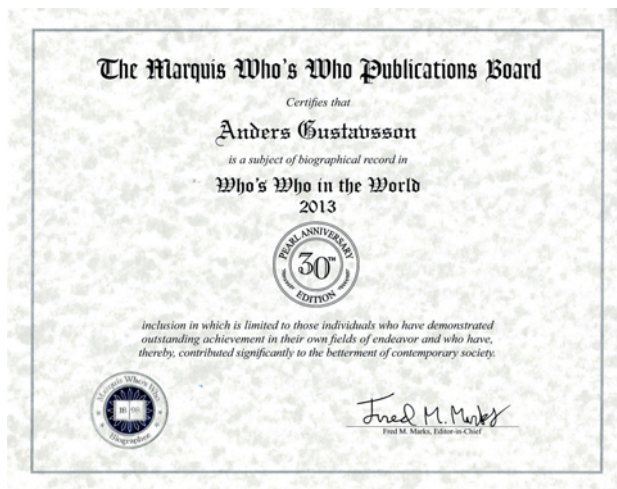 The Marquis Who's Who Publications Board
Certifies that
Anders Gustavsson
is a subject of biographical record in
Who's Who in the World
2013
PEARL ANNIVERSARY
30TH
EDITION
inclusion in which is limited to those individuals who have demonstrated
outstanding achievement in their own fields of endeavor and who have,
thereby, contributed significantly to the betterment of contemporary society.
Marquis Who's Who
18 98
Biographee
Fred M. Marks
Fred M. Marks, Editor-in-Chief